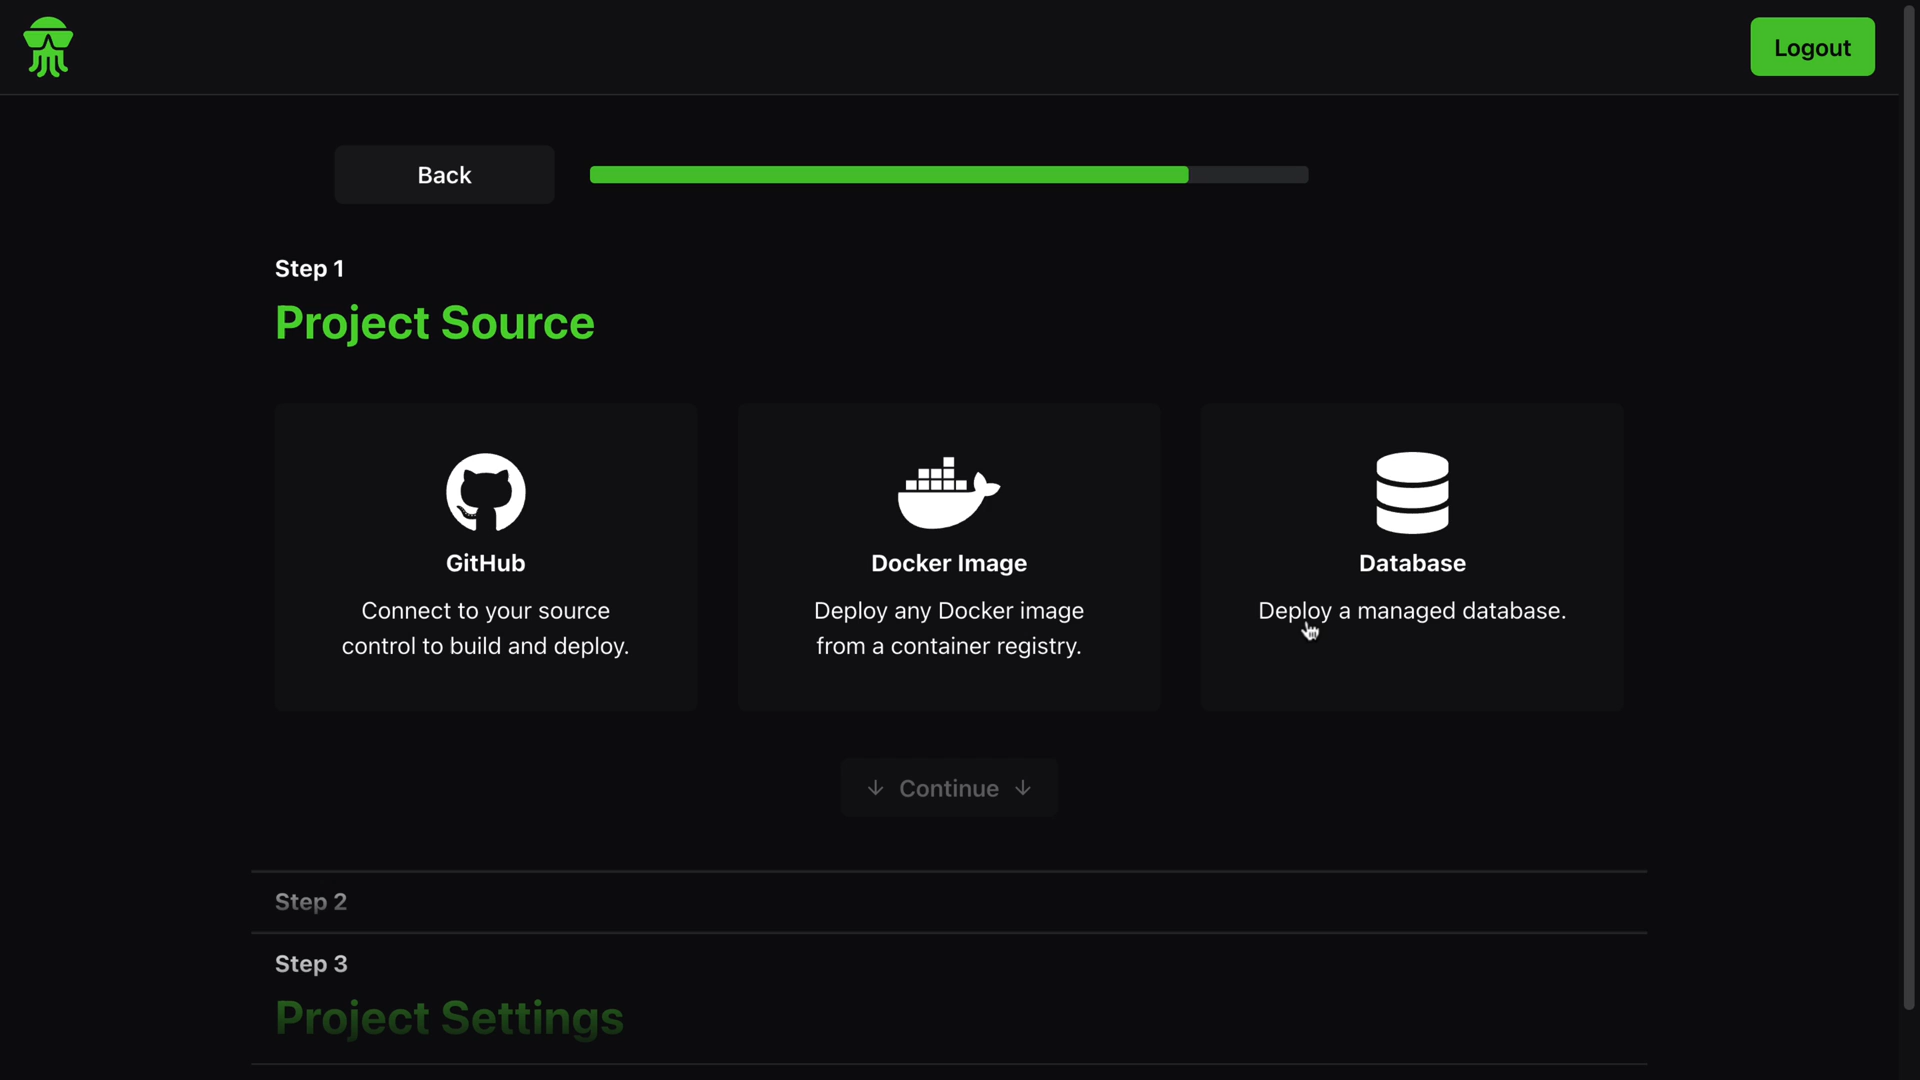 Logout
Back
Step 1
Project Source
GitHub
Connect to your source
control to build and deploy.
Docker Image
Deploy any Docker image
from a container registry.
Database
Deploy a managed database.
↓ Continue ↓
Step 2
Step 3
Project Settings